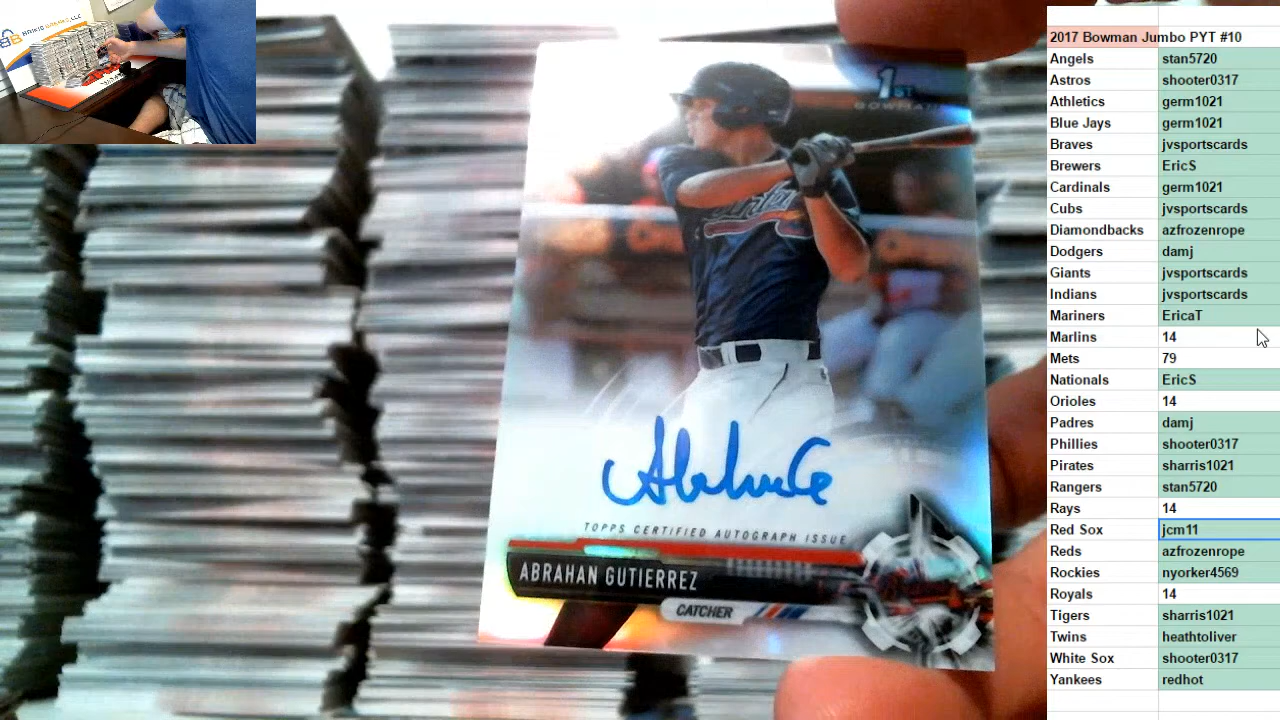 BREAKS LLC
1ST
BOWMAN
TOPPS CERTIFIED AUTOGRAPH ISSUE
ABRAHAN GUTIERREZ
CATCHER
2017 Bowman Jumbo PYT #10
Angels stan5720
Astros shooter0317
Athletics germ1021
Blue Jays germ1021
Braves jvsportscards
Brewers EricS
Cardinals germ1021
Cubs jvsportscards
Diamondbacks azfrozenrope
Dodgers damj
Giants jvsportscards
Indians jvsportscards
Mariners EricaT
Marlins 14
Mets 79
Nationals EricS
Orioles 14
Padres damj
Phillies shooter0317
Pirates sharris1021
Rangers stan5720
Rays 14
Red Sox jcm11
Reds azfrozenrope
Rockies nyorker4569
Royals 14
Tigers sharris1021
Twins heathtoliver
White Sox shooter0317
Yankees redhot